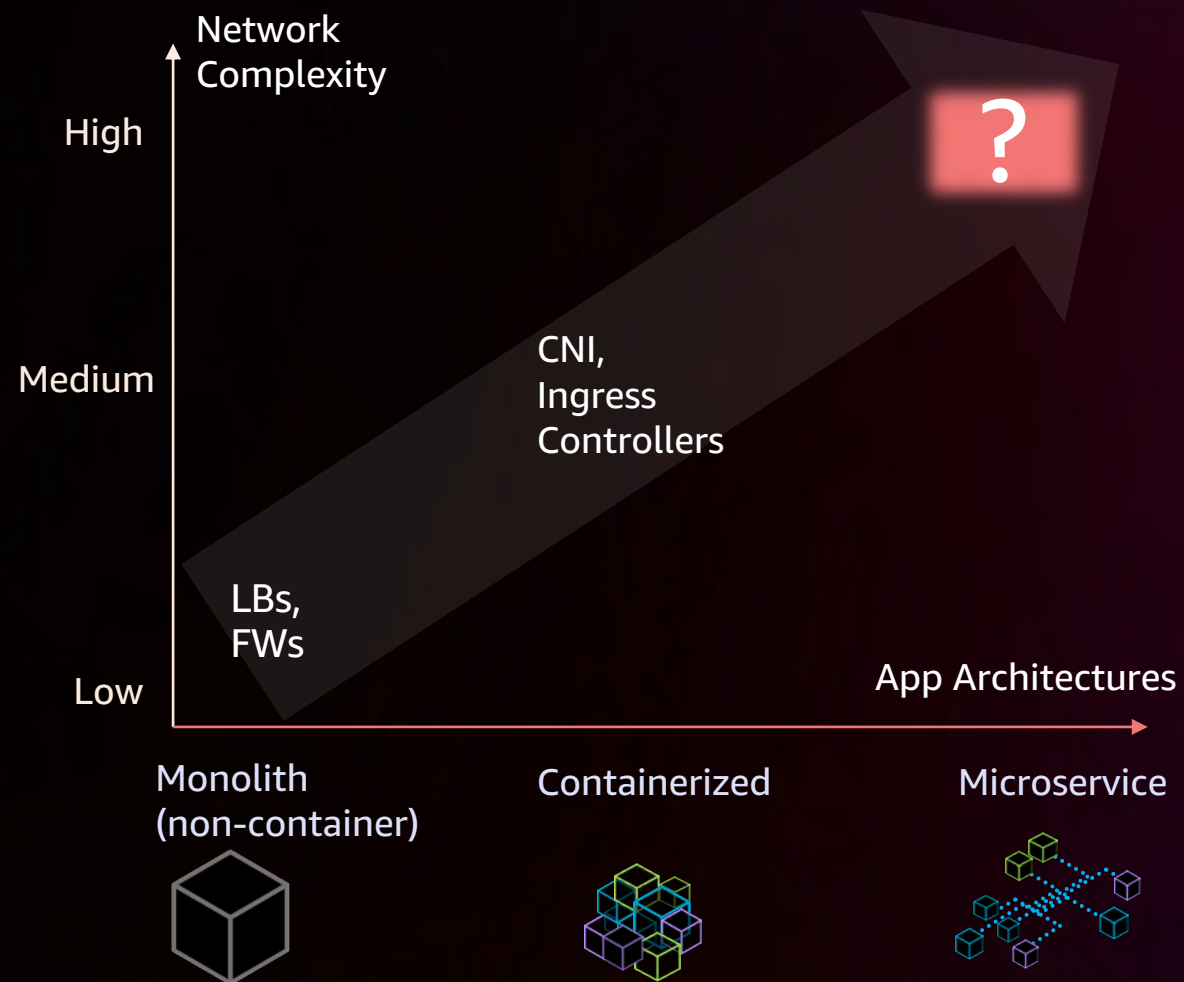 Network
Complexity
High
?
Medium
CNI,
Ingress
Controllers
LBs,
FWs
Low
App Architectures
Monolith
(non-container)
Containerized
Microservice